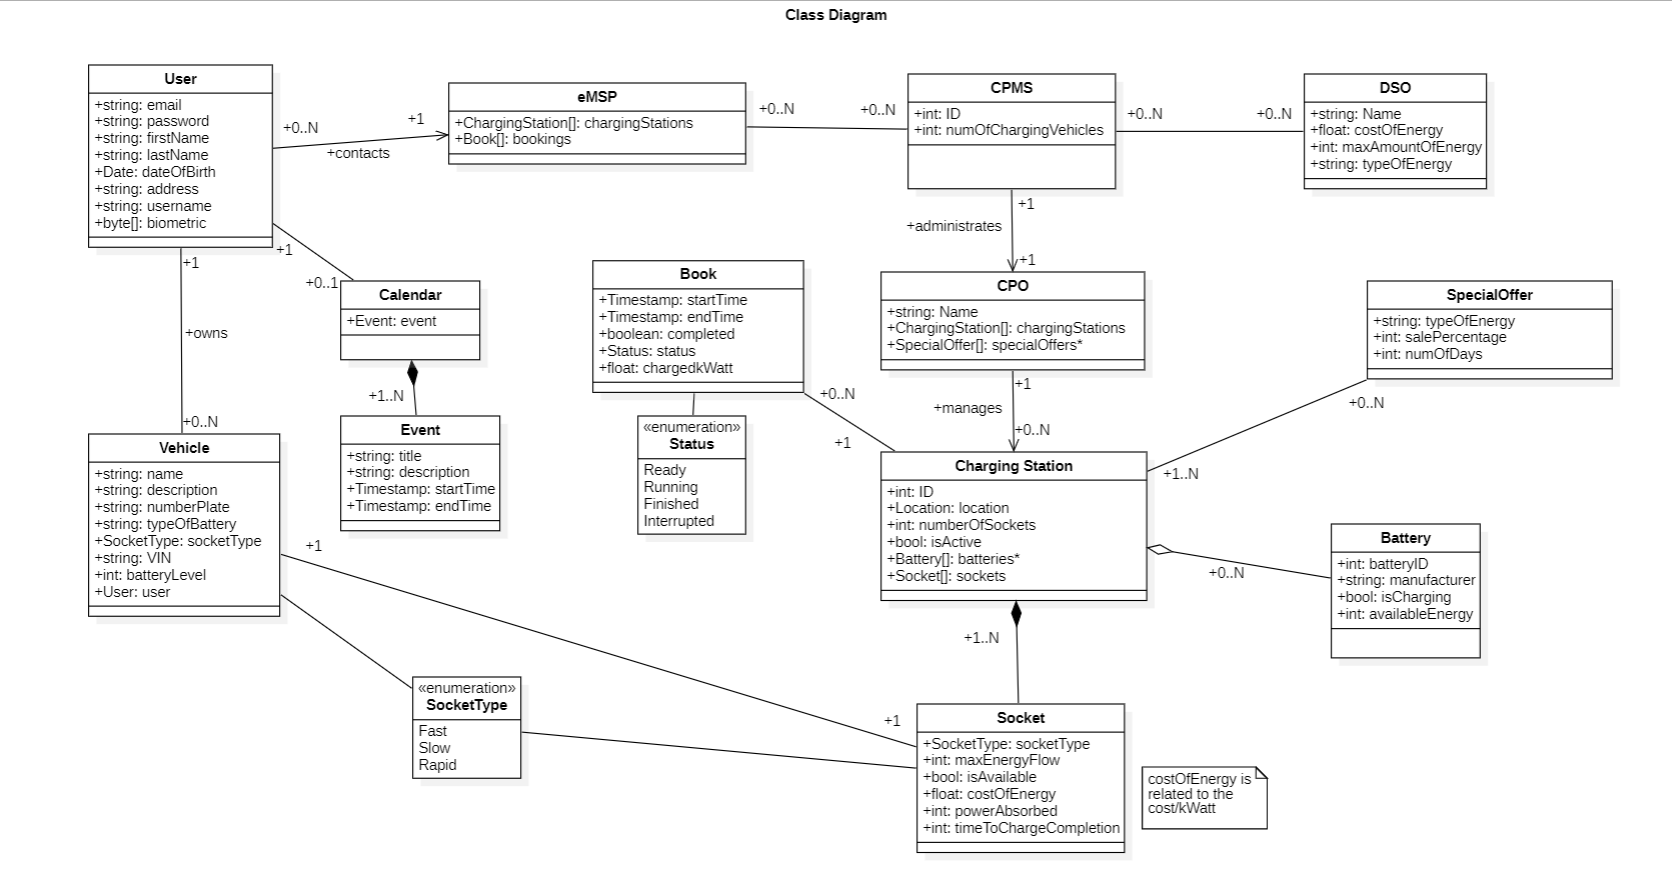 Class Diagram
User
+string: email
+string: password
+string: firstName
+string: lastName
+Date: dateOfBirth
+string: address
+string: username
+byte[]: biometric
+0..N
+1
+contacts
eMSP
+ChargingStation[]: chargingStations
+Book[]: bookings
+0..N
+0..N
CPMS
+int: ID
+int: numOfChargingVehicles
+0..N
+0..N
DSO
+string: Name
+float: costOfEnergy
+int: maxAmountOfEnergy
+string: typeOfEnergy
+1
+administrates
+1
+1
+0..1
Calendar
+Event: event
+1..N
Event
+string: title
+string: description
+Timestamp: startTime
+Timestamp: endTime
+1
+owns
+0..N
Book
+Timestamp: startTime
+Timestamp: endTime
+boolean: completed
+Status: status
+float: chargedkWatt
+0..N
+1
«enumeration»
Status
Ready
Running
Finished
Interrupted
CPO
+string: Name
+ChargingStation[]: chargingStations
+SpecialOffer[]: specialOffers*
+1
+manages
+0..N
SpecialOffer
+string: typeOfEnergy
+int: salePercentage
+int: numOfDays
+0..N
+1..N
Vehicle
+string: name
+string: description
+string: numberPlate
+string: typeOfBattery
+SocketType: socketType
+string: VIN
+int: batteryLevel
+User: user
+1
Charging Station
+int: ID
+Location: location
+int: numberOfSockets
+bool: isActive
+Battery[]: batteries*
+Socket[]: sockets
+0..N
Battery
+int: batteryID
+string: manufacturer
+bool: isCharging
+int: availableEnergy
+1..N
«enumeration»
SocketType
Fast
Slow
Rapid
+1
Socket
+SocketType: socketType
+int: maxEnergyFlow
+bool: isAvailable
+float: costOfEnergy
+int: powerAbsorbed
+int: timeToChargeCompletion
costOfEnergy is
related to the
cost/kWatt